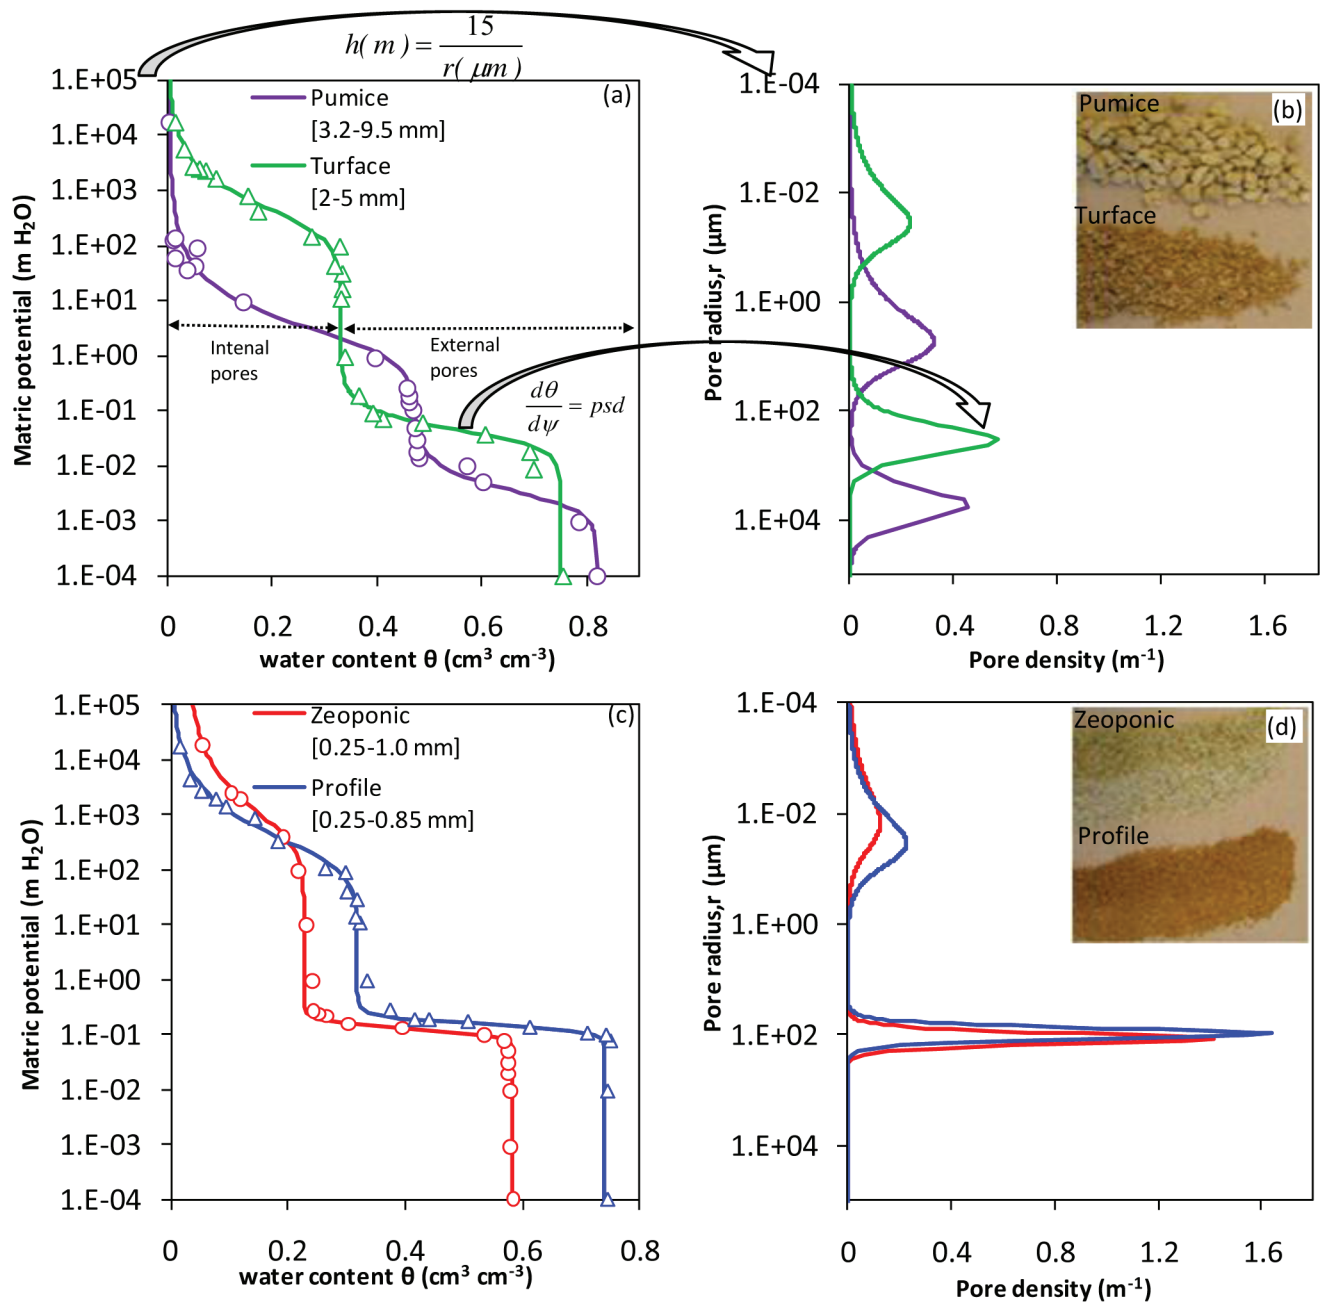 h( m ) = 15 / r( μm )
1.E+05
1.E+04
1.E+03
1.E+02
1.E+01
1.E+00
1.E-01
1.E-02
1.E-03
1.E-04
Matric potential (m H₂O)
Pumice
[3.2-9.5 mm]
Turface
[2-5 mm]
(a)
Intenal
pores
External
pores
dθ / dψ = psd
0 0.2 0.4 0.6 0.8
water content θ (cm³ cm⁻³)
1.E-04
1.E-02
1.E+00
1.E+02
1.E+04
Pore radius,r (μm)
Pumice
(b)
Turface
0 0.4 0.8 1.2 1.6
Pore density (m⁻¹)
1.E+05
1.E+04
1.E+03
1.E+02
1.E+01
1.E+00
1.E-01
1.E-02
1.E-03
1.E-04
Matric potential (m H₂O)
Zeoponic
[0.25-1.0 mm]
Profile
[0.25-0.85 mm]
(c)
0 0.2 0.4 0.6 0.8
water content θ (cm³ cm⁻³)
1.E-04
1.E-02
1.E+00
1.E+02
1.E+04
Pore radius,r (μm)
Zeoponic
(d)
Profile
0 0.4 0.8 1.2 1.6
Pore density (m⁻¹)